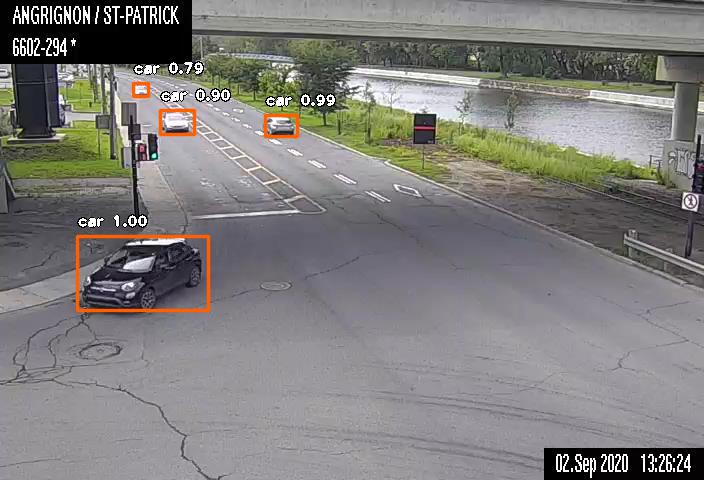 ANGRIGNON / ST-PATRICK
6602-294 *
car 0.79
car 0.90
car 0.99
car 1.00
02.Sep 2020 13:26:24